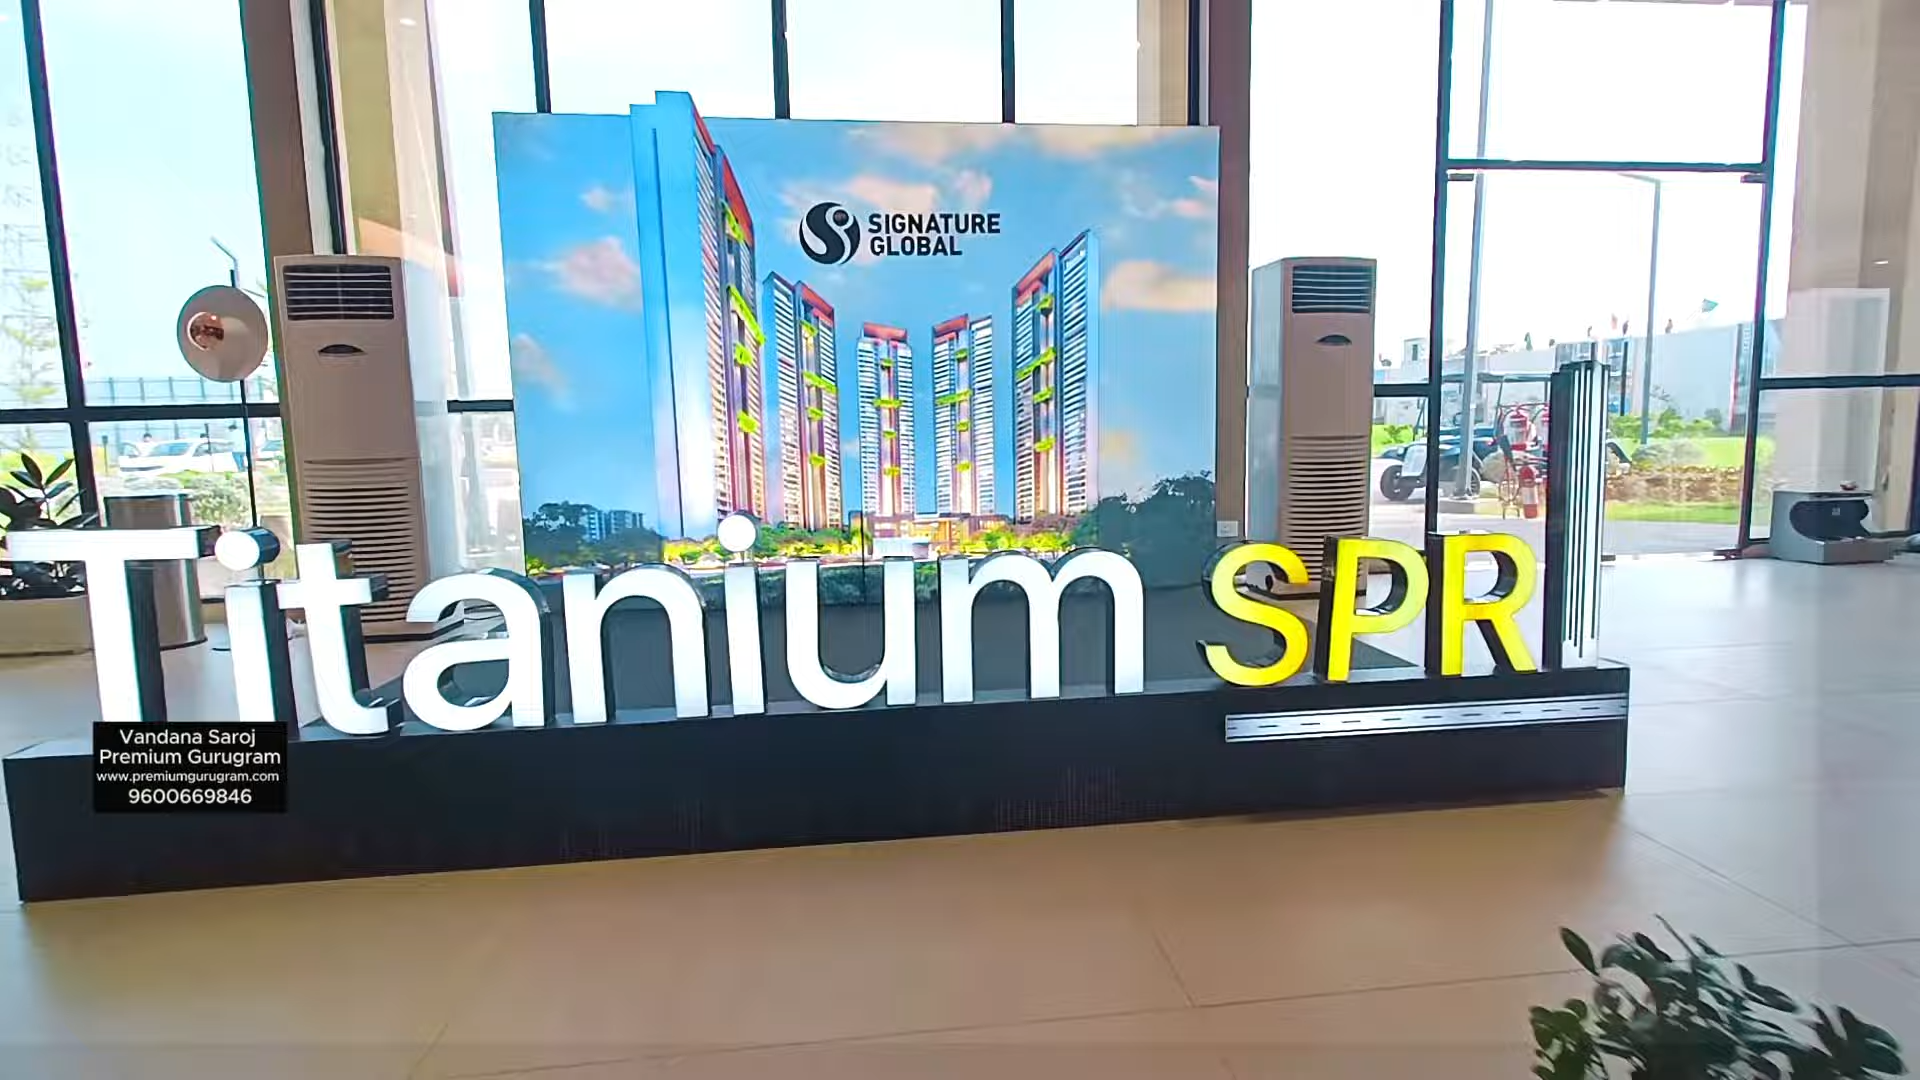 SIGNATURE
GLOBAL
Titanium SPR
Vandana Saroj
Premium Gurugram
www.premiumgurugram.com
9600669846